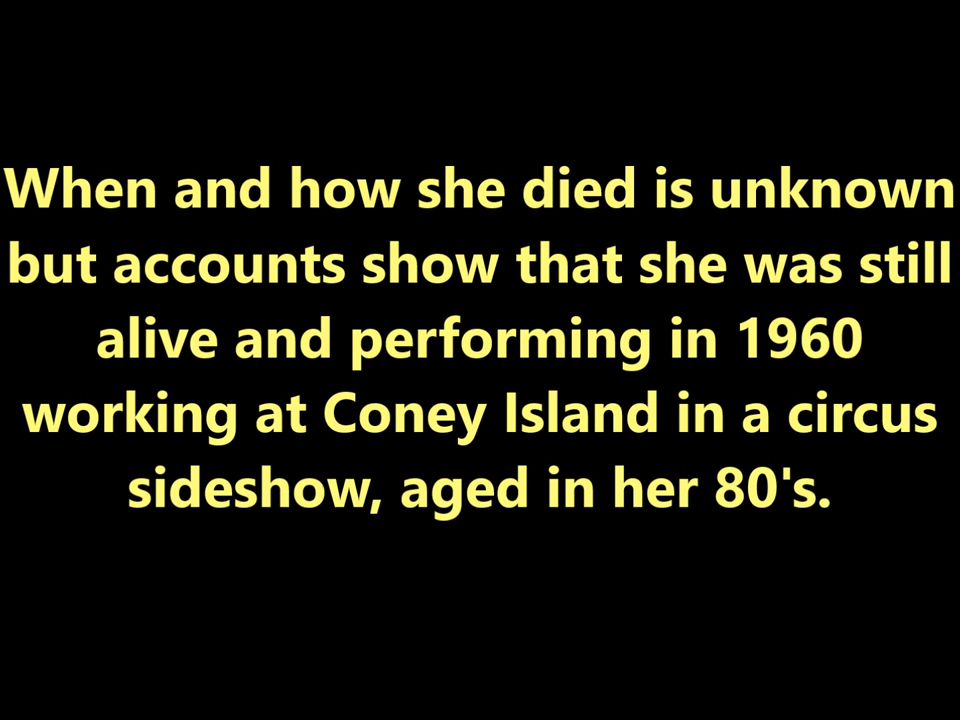 When and how she died is unknown
but accounts show that she was still
alive and performing in 1960
working at Coney Island in a circus
sideshow, aged in her 80's.